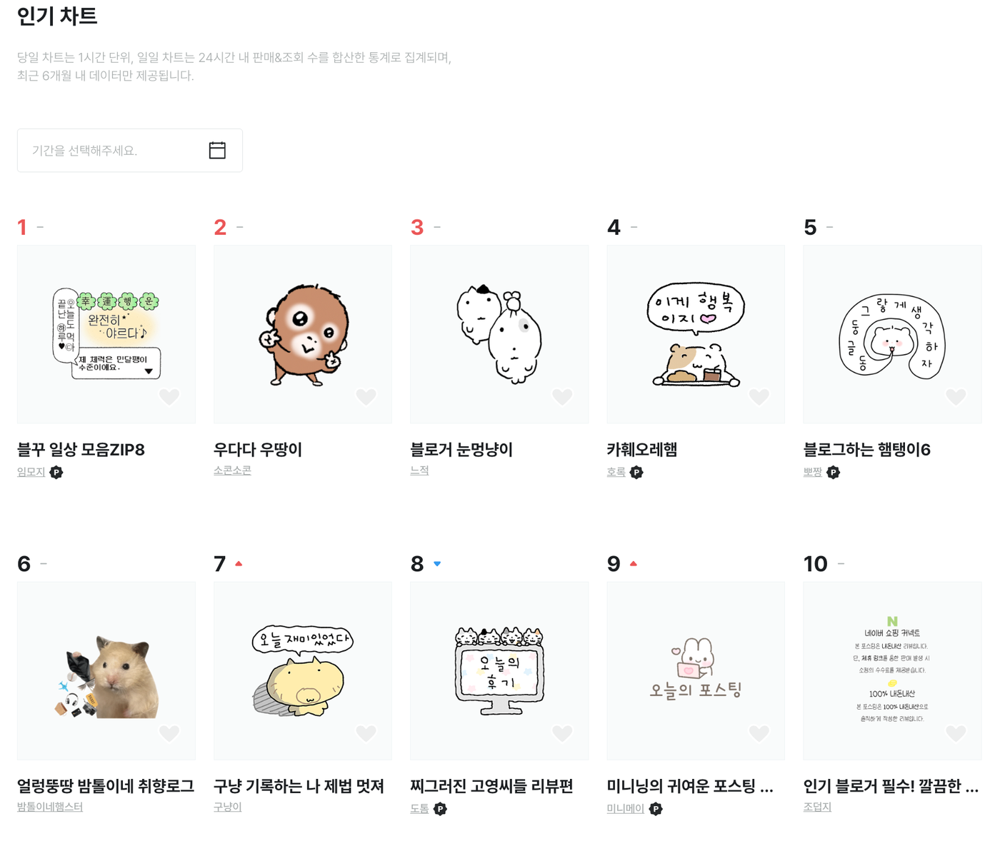 인기 차트
당일 차트는 1시간 단위, 일일 차트는 24시간 내 판매&조회 수를 합산한 통계로 집계되며,
최근 6개월 내 데이터만 제공됩니다.
기간을 선택해주세요.
1 –
끝난 하루♥
오늘도 먹다
幸運행운
완전히
야르다♪
제 체력은 민달팽이
수준이에요.
블꾸 일상 모음ZIP8
임모지 P
2 –
우다다 우땅이
소콘소콘
3 –
블로거 눈멍냥이
느적
4 –
이게 행복
이지
카훼오레햄
호록 P
5 –
둥글둥그랗게생각하자
블로그하는 햄탱이6
뽀짱 P
6 –
얼렁뚱땅 밤톨이네 취향로그
밤톨이네햄스터
7
오늘 재미있었다
구냥 기록하는 나 제법 멋져
구냥이
8
오늘의
후기
찌그러진 고영씨들 리뷰편
도톰 P
9
오늘의 포스팅
미니닝의 귀여운 포스팅 ...
미니메이 P
10 –
N
네이버 쇼핑 커넥트
본 포스팅은 내돈내산 리뷰입니다.
단, 제휴 링크를 통한 판매 발생 시
소정의 수수료를 제공받습니다.
100% 내돈내산
본 포스팅은 100% 내돈내산으로
솔직하게 작성한 리뷰입니다.
인기 블로거 필수! 깔끔한 ...
조덥지